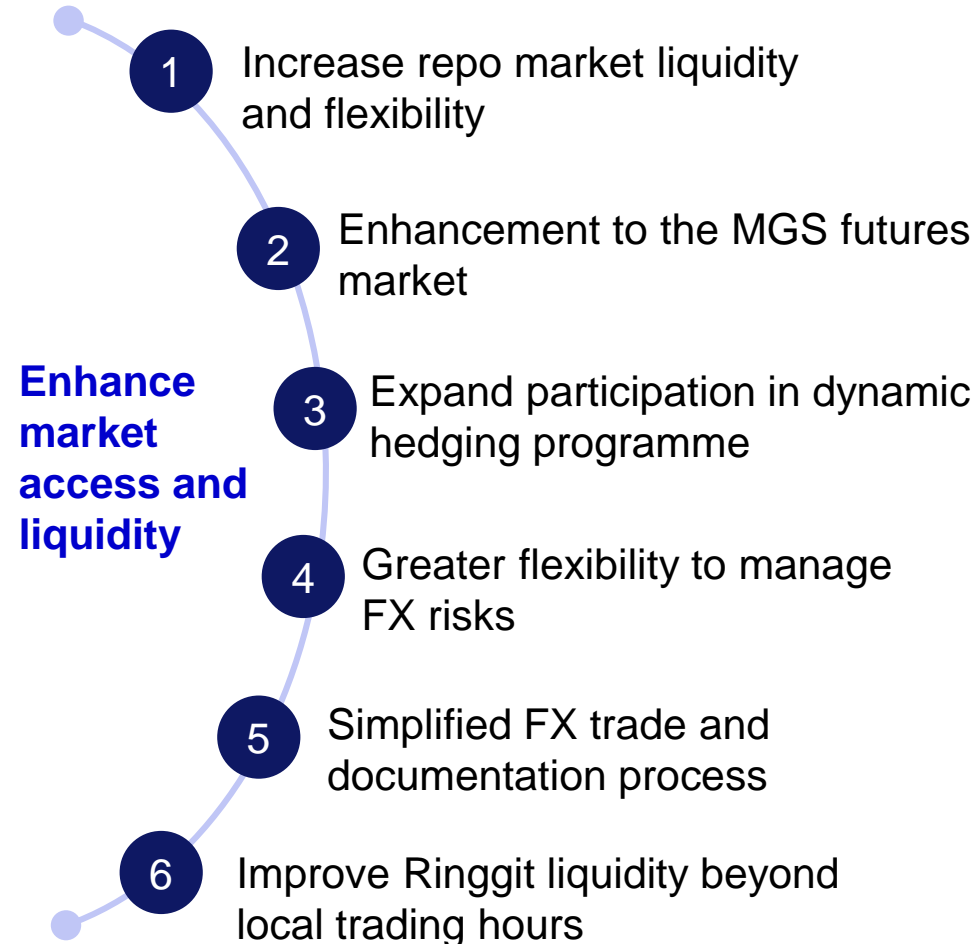 Enhance
market
access and
liquidity
1
Increase repo market liquidity
and flexibility
2
Enhancement to the MGS futures
market
3
Expand participation in dynamic
hedging programme
4
Greater flexibility to manage
FX risks
5
Simplified FX trade and
documentation process
6
Improve Ringgit liquidity beyond
local trading hours